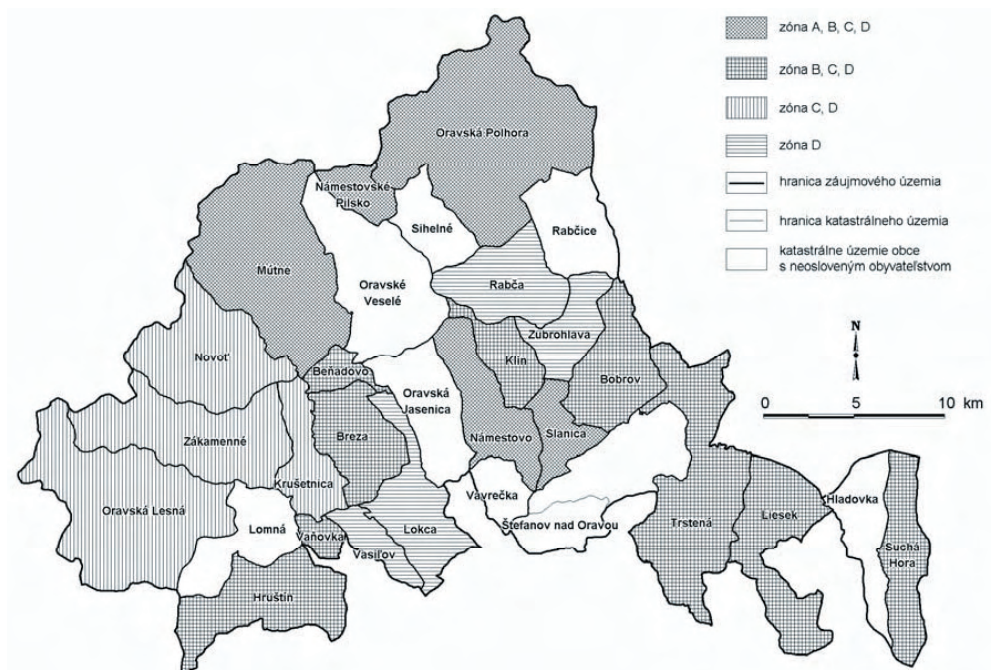 zóna A, B, C, D
zóna B, C, D
zóna C, D
zóna D
hranica záujmového územia
hranica katastrálneho územia
katastrálne územie obce
s neosloveným obyvateľstvom
N
0 5 10 km
Oravská Polhora
Námestovské
Pilsko
Sihelné
Rabčice
Mútne
Oravské
Veselé
Rabča
Zubrohlava
Novoť
Beňadovo
Klin
Bobrov
Oravská
Jasenica
Zákamenné
Breza
Námestovo
Slanica
Krušetnica
Vavrečka
Hladovka
Oravská Lesná
Lomná
Lokca
Štefanov nad Oravou
Trstená
Liesek
Vaňovka
Vasiľov
Suchá
Hora
Hruštín